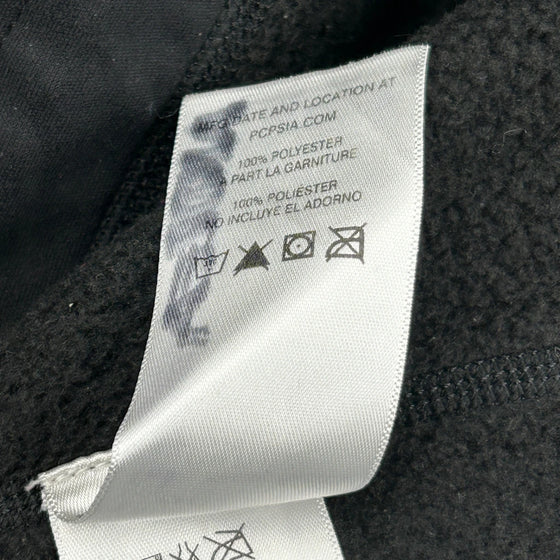 MFG DATE AND LOCATION AT
PCPSIA.COM
100% POLYESTER
À PART LA GARNITURE
100% POLIESTER
NO INCLUYE EL ADORNO